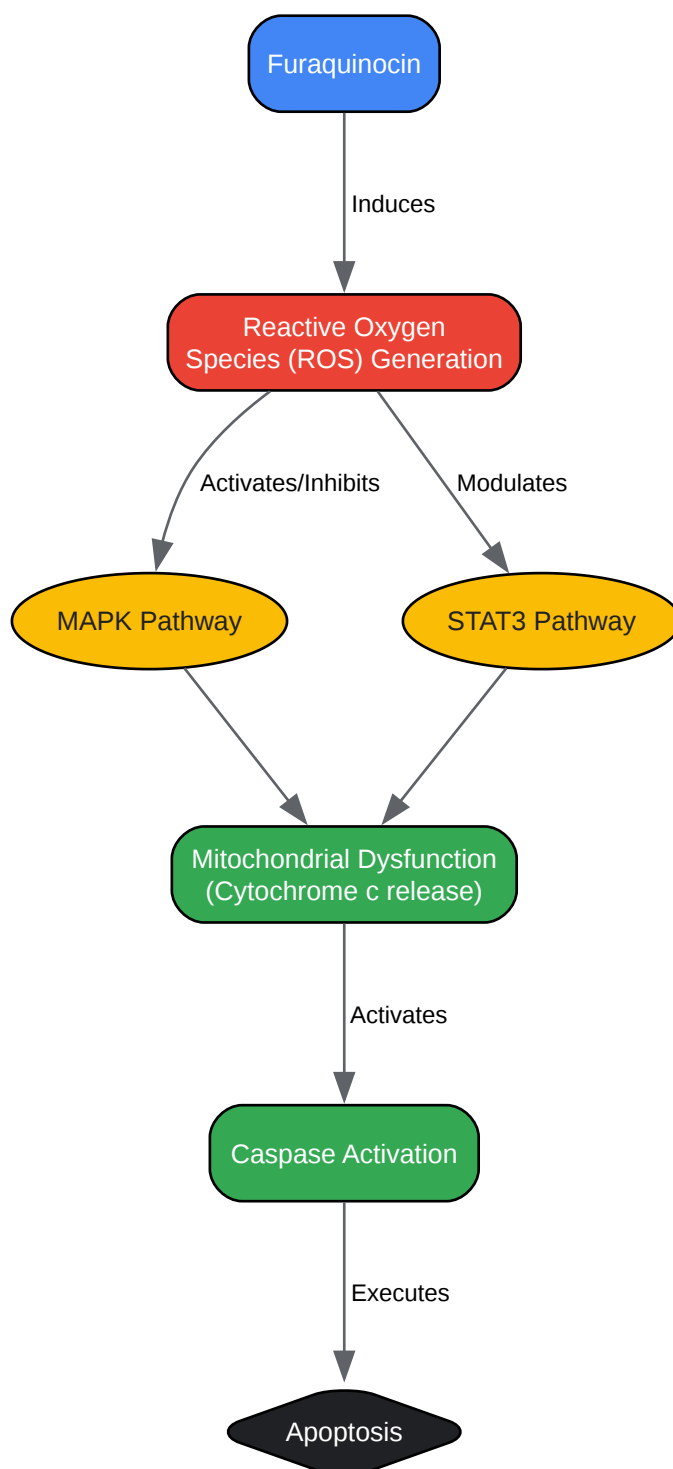 Furaquinocin
Induces
Reactive Oxygen
Species (ROS) Generation
Activates/Inhibits
Modulates
MAPK Pathway
STAT3 Pathway
Mitochondrial Dysfunction
(Cytochrome c release)
Activates
Caspase Activation
Executes
Apoptosis